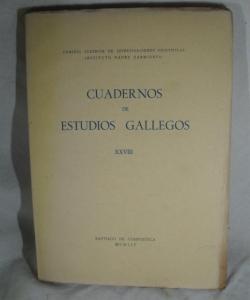 CONSEJO SUPERIOR DE INVESTIGACIONES CIENTIFICAS
INSTITUTO PADRE SARMIENTO
CUADERNOS
DE
ESTUDIOS GALLEGOS
XXVIII
SANTIAGO DE COMPOSTELA